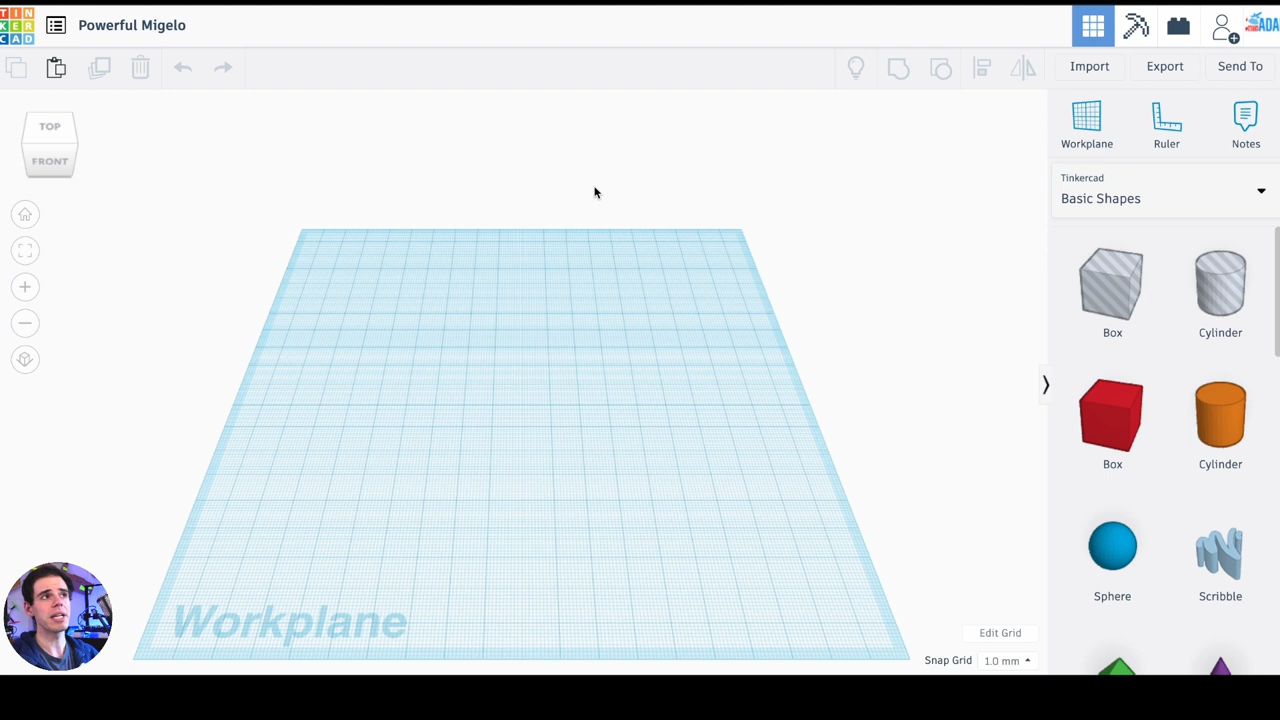 TIN
KER
CAD
Powerful Migelo
ADA
Import
Export
Send To
TOP
FRONT
Workplane
Ruler
Notes
Tinkercad
Basic Shapes
Box
Cylinder
Box
Cylinder
Sphere
Scribble
Workplane
Edit Grid
Snap Grid
1.0 mm